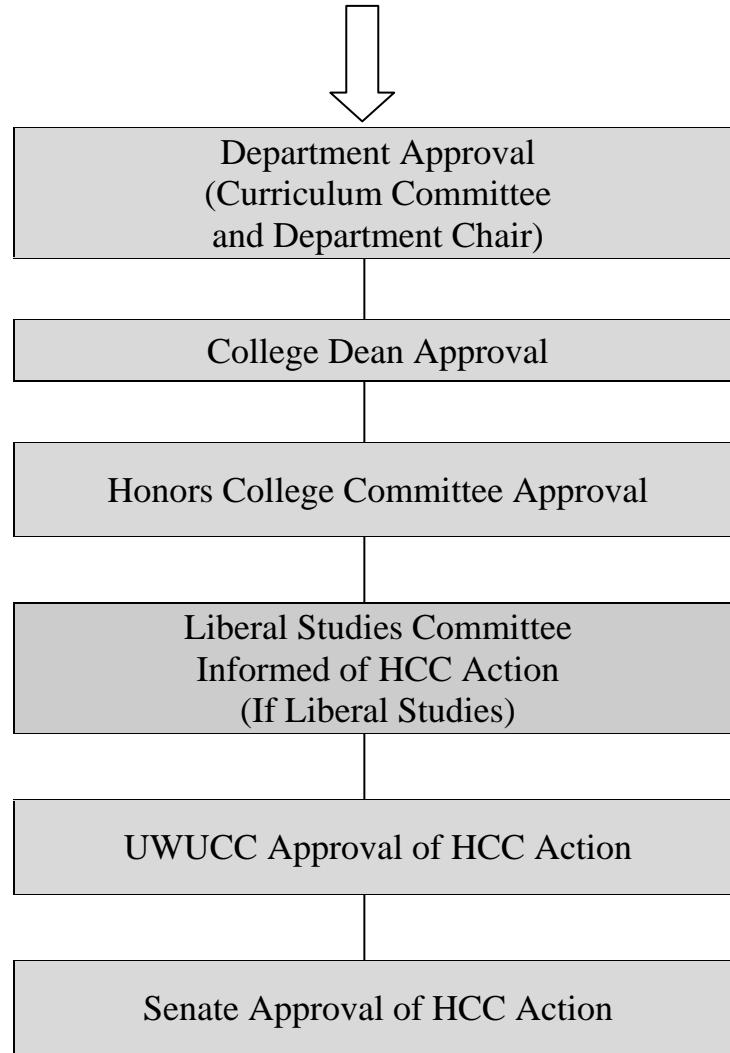 Department Approval
(Curriculum Committee
and Department Chair)
College Dean Approval
Honors College Committee Approval
Liberal Studies Committee
Informed of HCC Action
(If Liberal Studies)
UWUCC Approval of HCC Action
Senate Approval of HCC Action